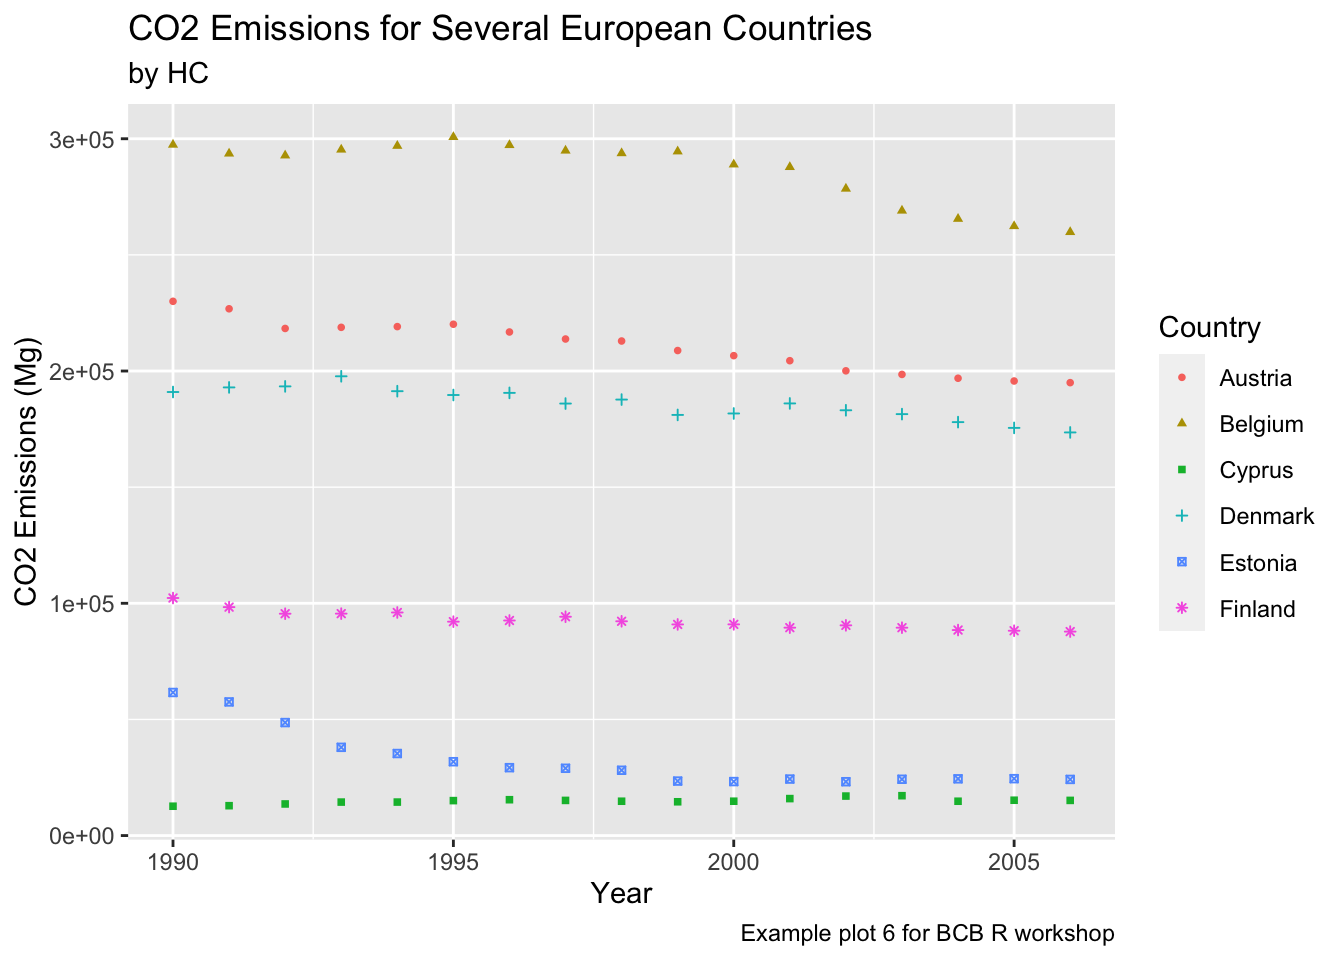 CO2 Emissions for Several European Countries
by HC
CO2 Emissions (Mg)
3e+05
2e+05
1e+05
0e+00
1990 1995 2000 2005
Year
Country
Austria
Belgium
Cyprus
Denmark
Estonia
Finland
Example plot 6 for BCB R workshop